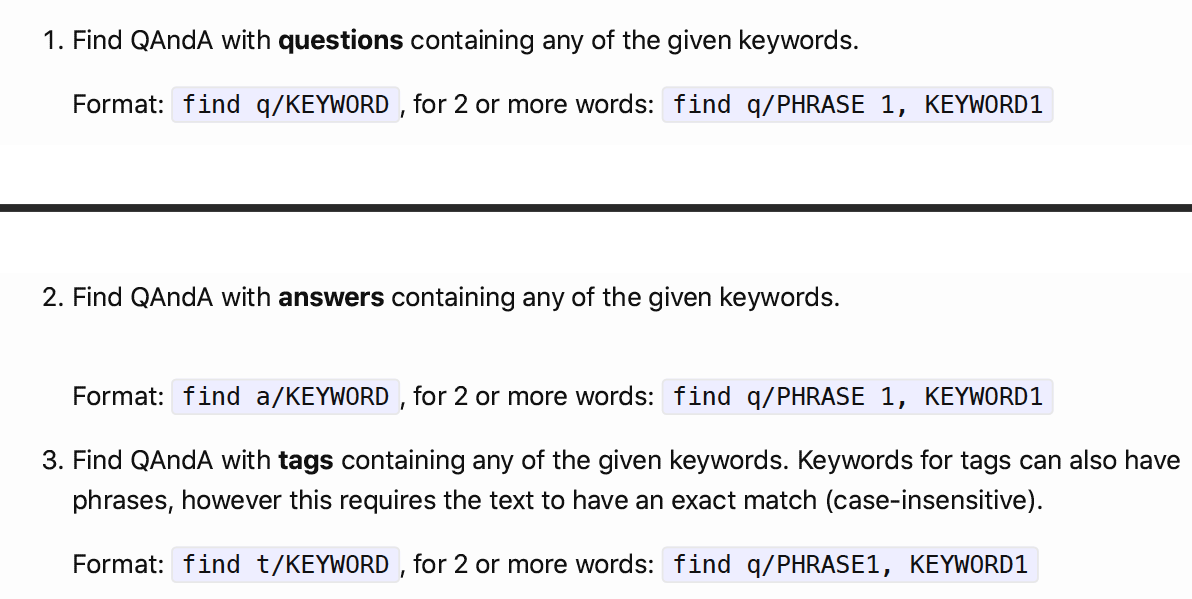 1. Find QAndA with questions containing any of the given keywords.
Format: find q/KEYWORD , for 2 or more words: find q/PHRASE 1, KEYWORD1
2. Find QAndA with answers containing any of the given keywords.
Format: find a/KEYWORD , for 2 or more words: find q/PHRASE 1, KEYWORD1
3. Find QAndA with tags containing any of the given keywords. Keywords for tags can also have
phrases, however this requires the text to have an exact match (case-insensitive).
Format: find t/KEYWORD , for 2 or more words: find q/PHRASE1, KEYWORD1